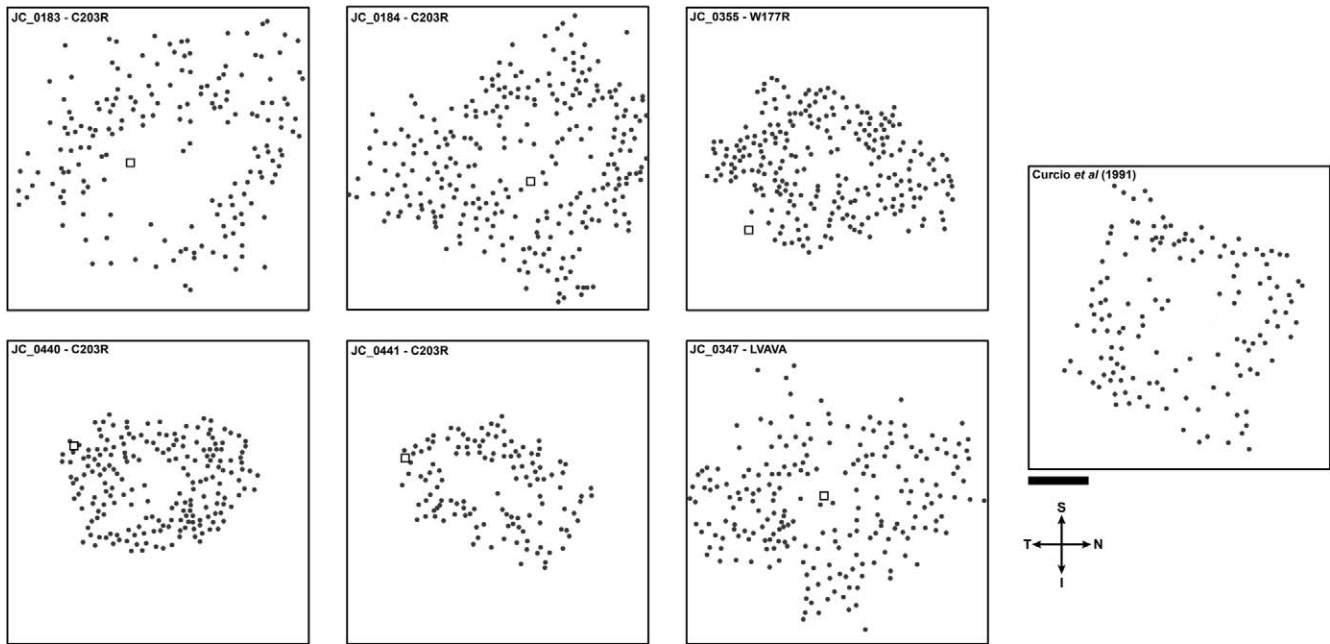 JC_0183 - C203R
JC_0184 - C203R
JC_0355 - W177R
Curcio et al (1991)
JC_0440 - C203R
JC_0441 - C203R
JC_0347 - LVAVA
S
T N
I